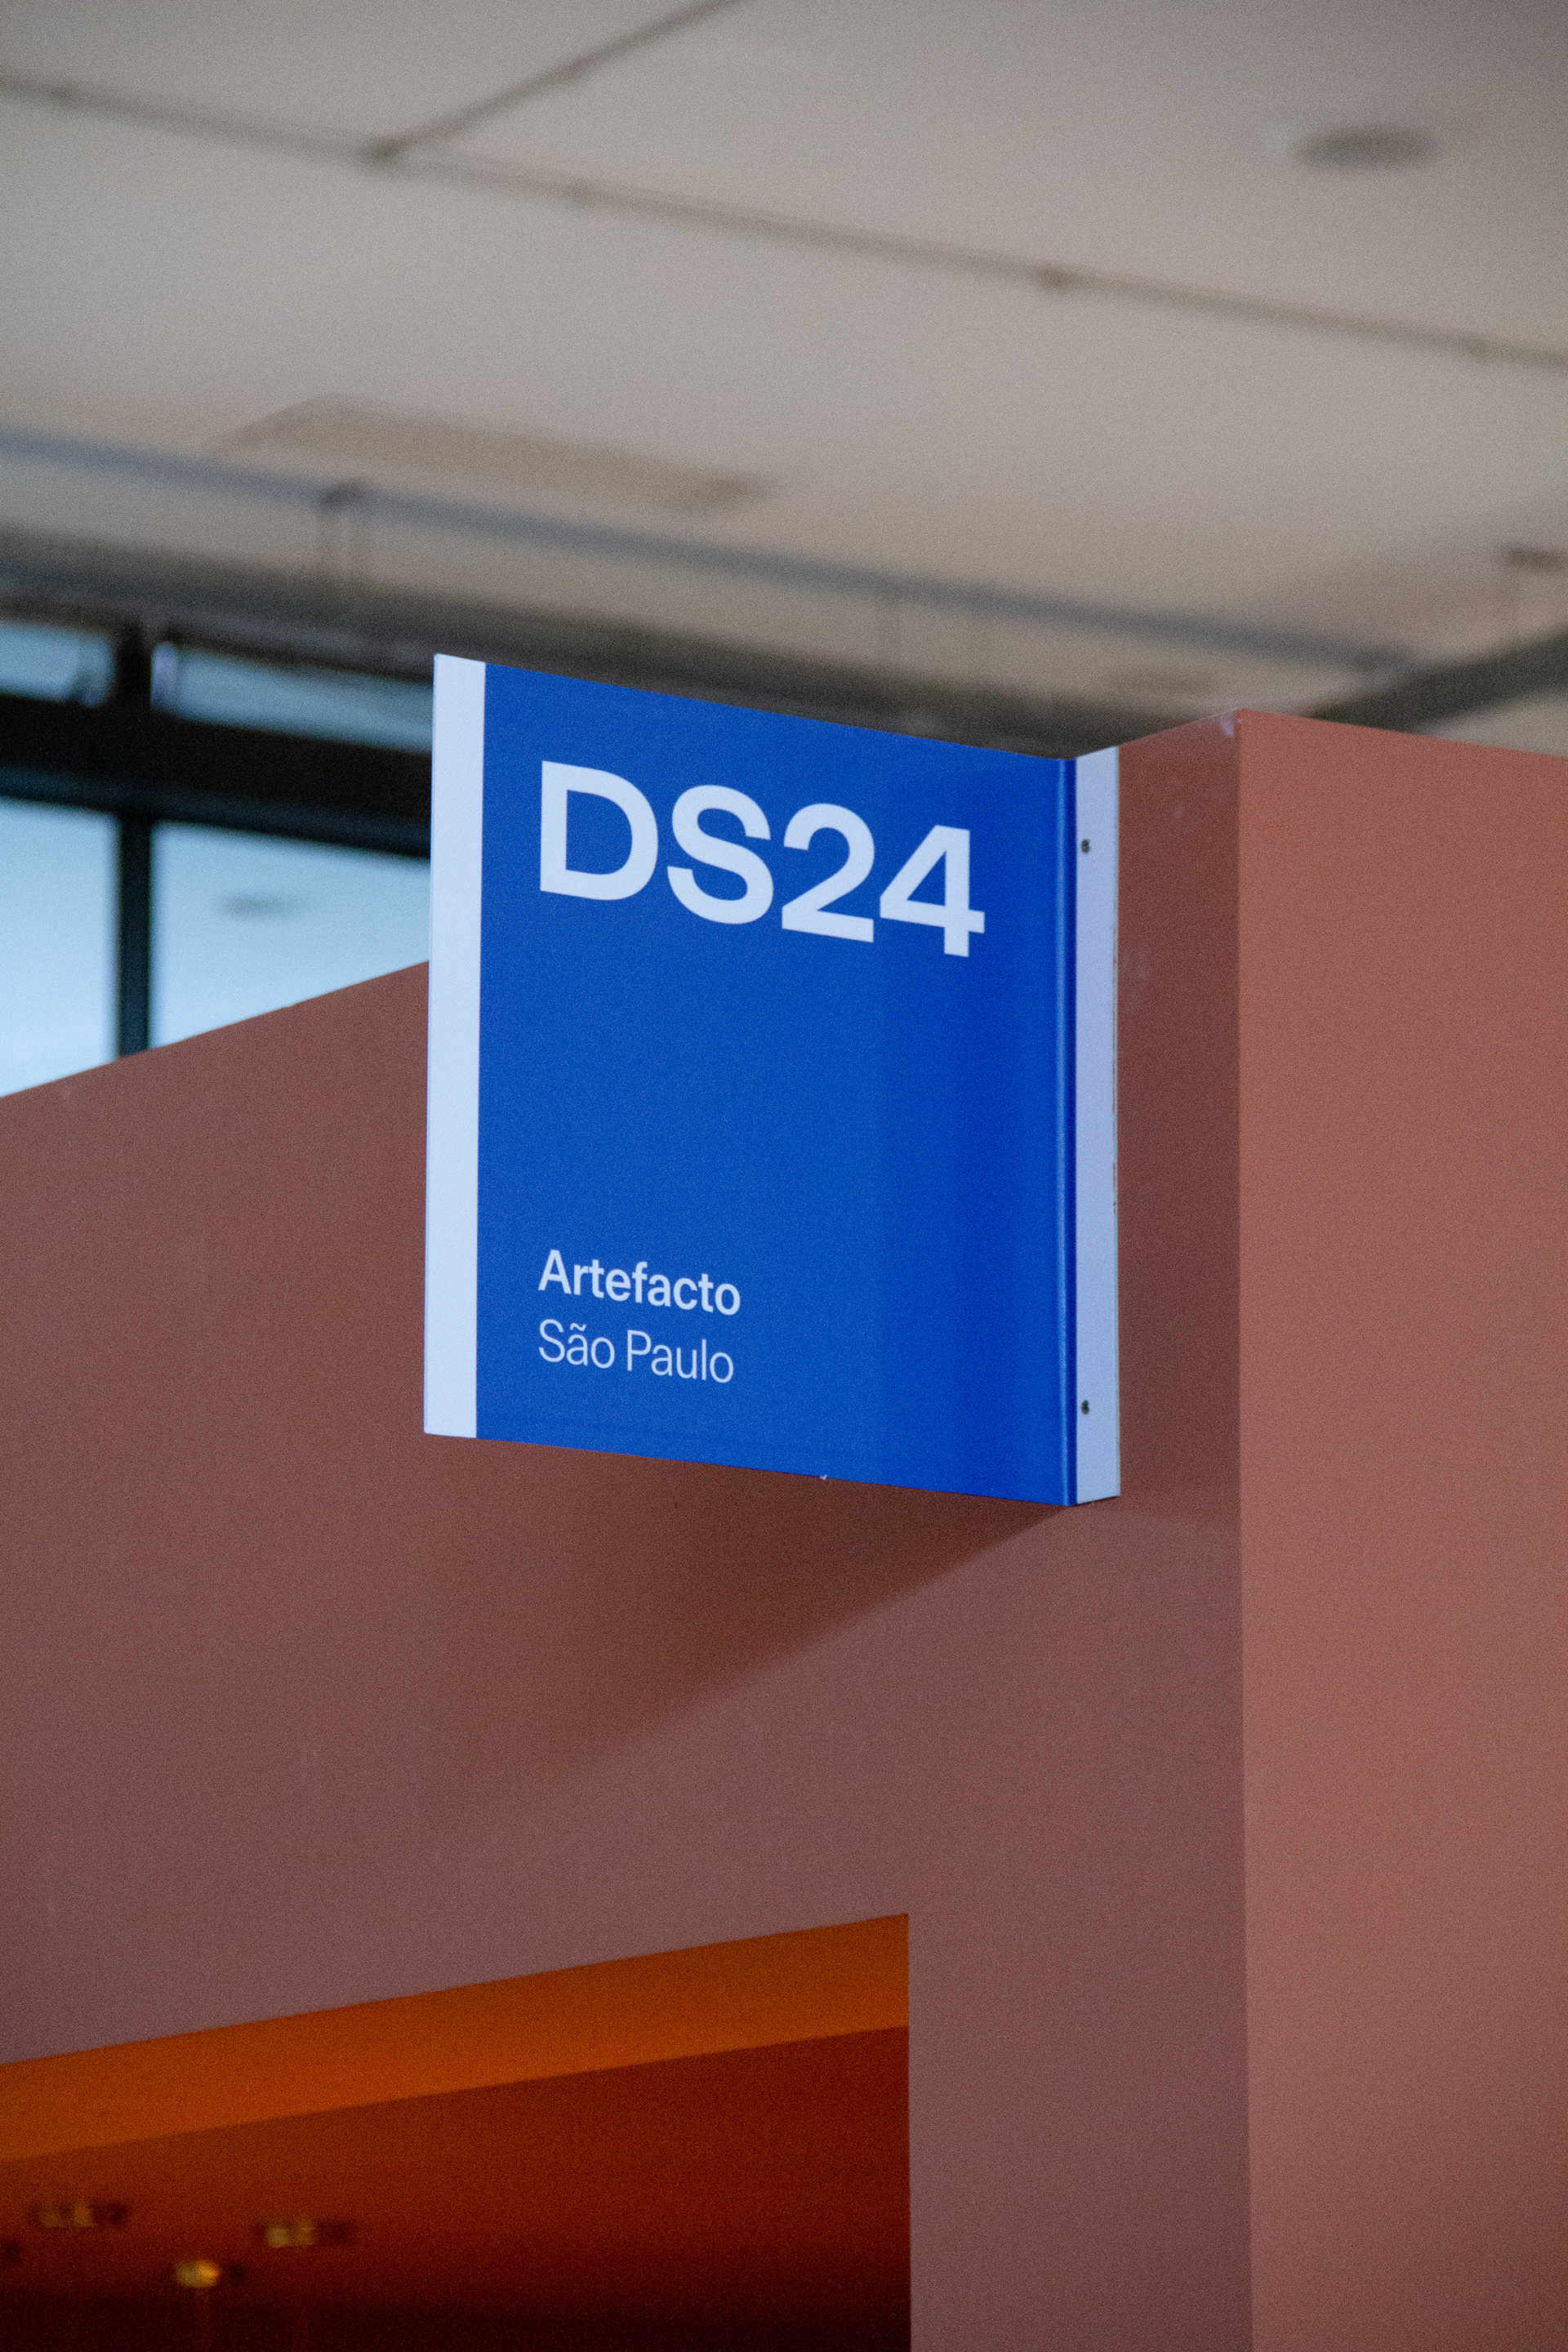 DS24
Artefacto
São Paulo